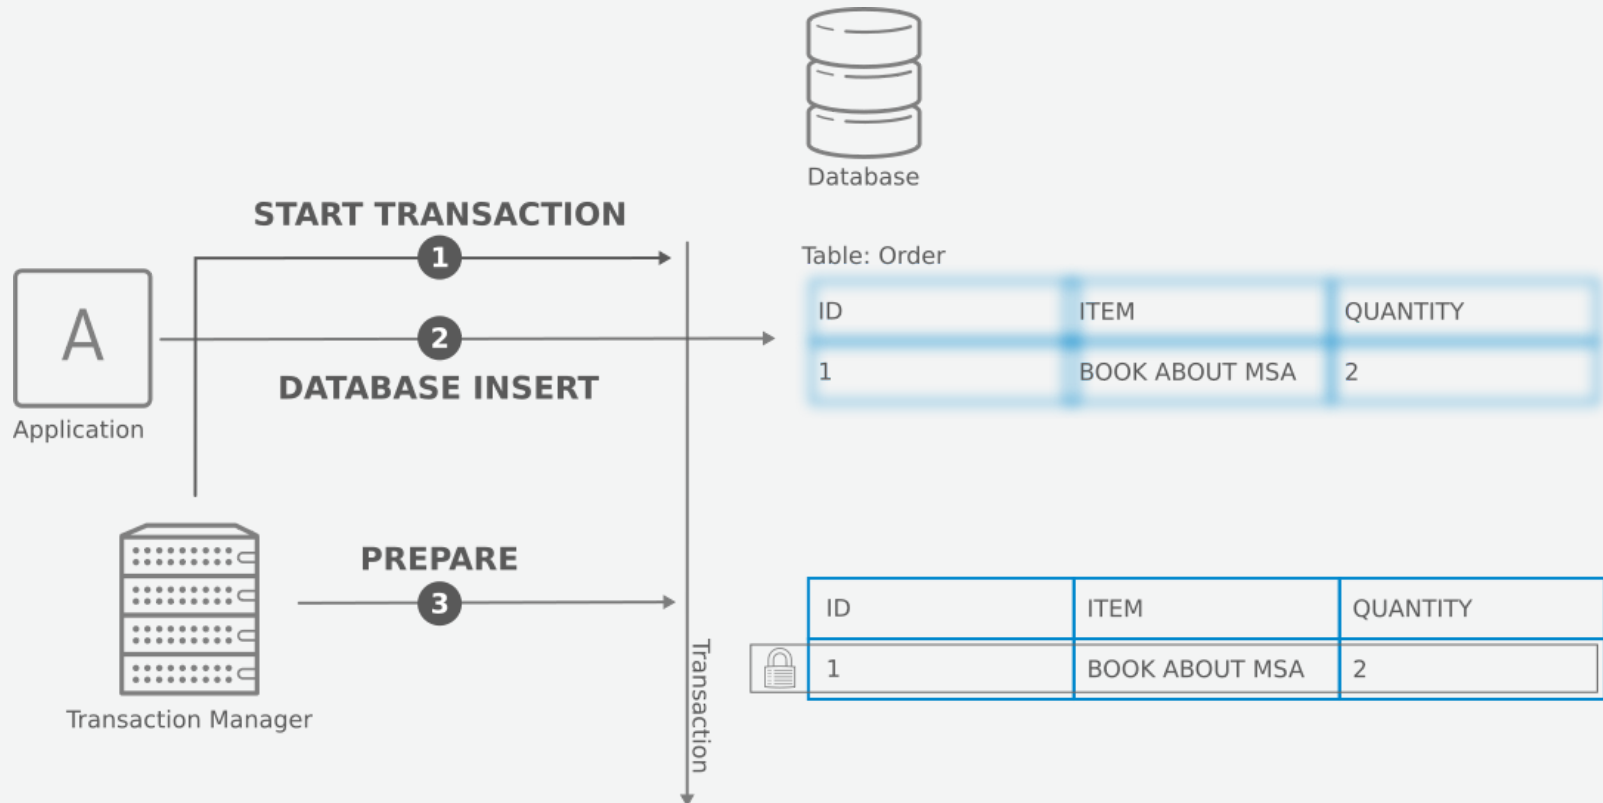 Database
START TRANSACTION
1
Table: Order
ID ITEM QUANTITY
1 BOOK ABOUT MSA 2
A
2
DATABASE INSERT
Application
PREPARE
3
ID ITEM QUANTITY
1 BOOK ABOUT MSA 2
Transaction
Transaction Manager